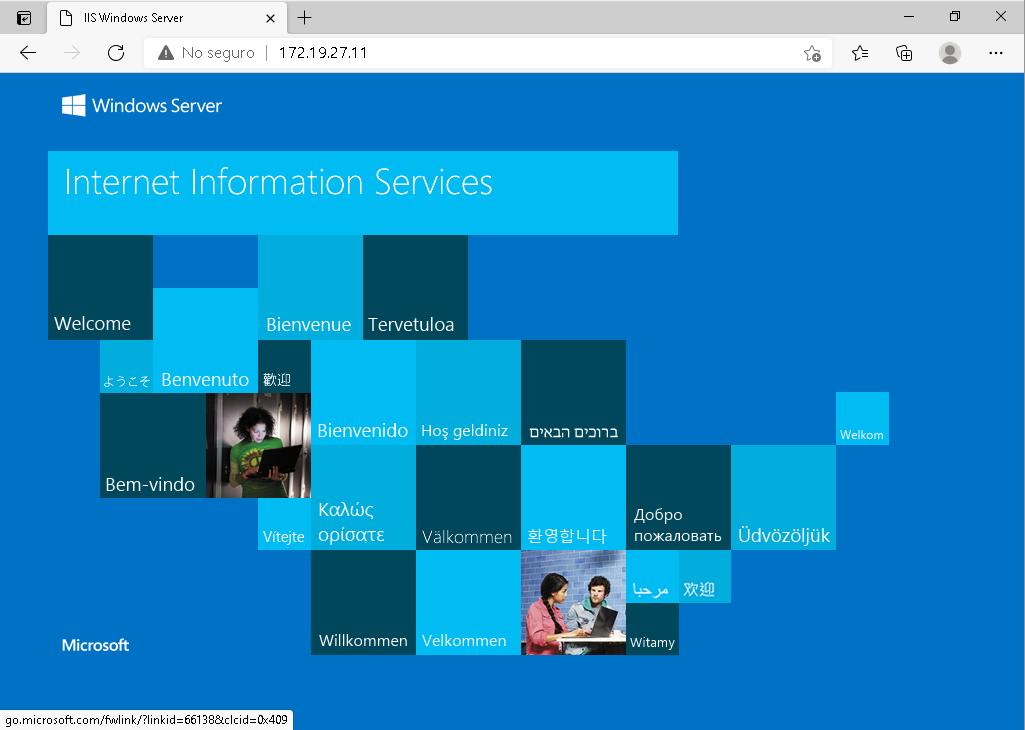 IIS Windows Server
No seguro
172.19.27.11
Windows Server
Internet Information Services
Welcome
Bienvenue
Tervetuloa
ようこそ
Benvenuto
歡迎
Bienvenido
Hoş geldiniz
ברוכים הבאים
Welkom
Bem-vindo
Vítejte
Καλώς
ορίσατε
Välkommen
환영합니다
Добро
пожаловать
Üdvözöljük
مرحبا
欢迎
Willkommen
Velkommen
Witamy
Microsoft
go.microsoft.com/fwlink/?linkid=66138&clcid=0x409